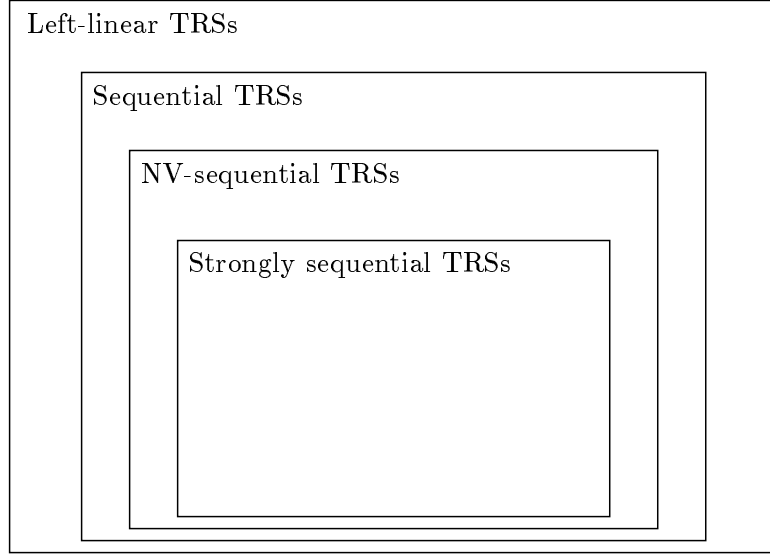 Left-linear TRSs
Sequential TRSs
NV-sequential TRSs
Strongly sequential TRSs